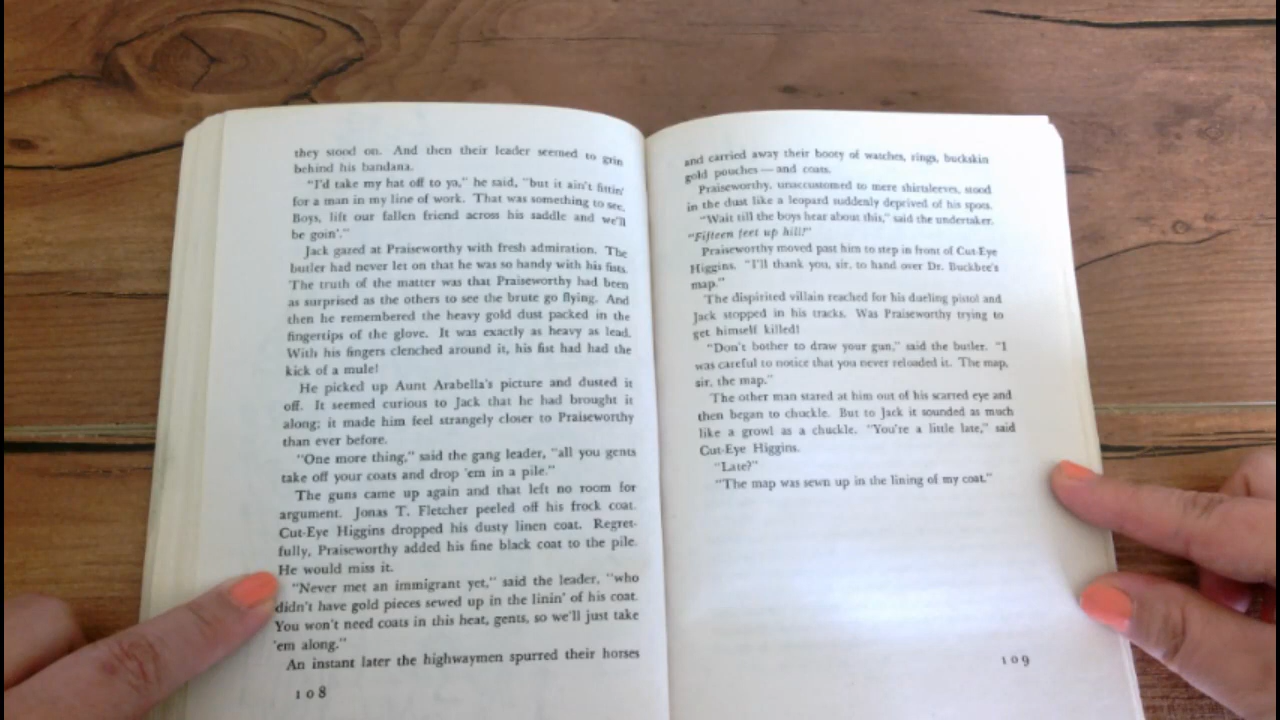 they stood on. And then their leader seemed to grin
behind his bandana.
"I'd take my hat off to ya," he said, "but it ain't fittin'
for a man in my line of work. That was something to see.
Boys, lift our fallen friend across his saddle and we'll
be goin'."
Jack gazed at Praiseworthy with fresh admiration. The
butler had never let on that he was so handy with his fists.
The truth of the matter was that Praiseworthy had been
as surprised as the others to see the brute go flying. And
then he remembered the heavy gold dust packed in the
fingertips of the glove. It was exactly as heavy as lead.
With his fingers clenched around it, his fist had had the
kick of a mule!
He picked up Aunt Arabella's picture and dusted it
off. It seemed curious to Jack that he had brought it
along; it made him feel strangely closer to Praiseworthy
than ever before.
"One more thing," said the gang leader, "all you gents
take off your coats and drop 'em in a pile."
The guns came up again and that left no room for
argument. Jonas T. Fletcher peeled off his frock coat.
Cut-Eye Higgins dropped his dusty linen coat. Regret-
fully, Praiseworthy added his fine black coat to the pile.
He would miss it.
"Never met an immigrant yet," said the leader, "who
didn't have gold pieces sewed up in the linin' of his coat.
You won't need coats in this heat, gents, so we'll just take
'em along."
An instant later the highwaymen spurred their horses
108
and carried away their booty of watches, rings, buckskin
gold pouches—and coats.
Praiseworthy, unaccustomed to mere shirtsleeves, stood
in the dust like a leopard suddenly deprived of his spots.
"Wait till the boys hear about this," said the undertaker.
"Fifteen feet up hill!"
Praiseworthy moved past him to step in front of Cut-Eye
Higgins. "I'll thank you, sir, to hand over Dr. Buckbee's
map."
The dispirited villain reached for his dueling pistol and
Jack stopped in his tracks. Was Praiseworthy trying to
get himself killed!
"Don't bother to draw your gun," said the butler. "I
was careful to notice that you never reloaded it. The map,
sir, the map."
The other man stared at him out of his scarred eye and
then began to chuckle. But to Jack it sounded as much
like a growl as a chuckle. "You're a little late," said
Cut-Eye Higgins.
"Late?"
"The map was sewn up in the lining of my coat."
109